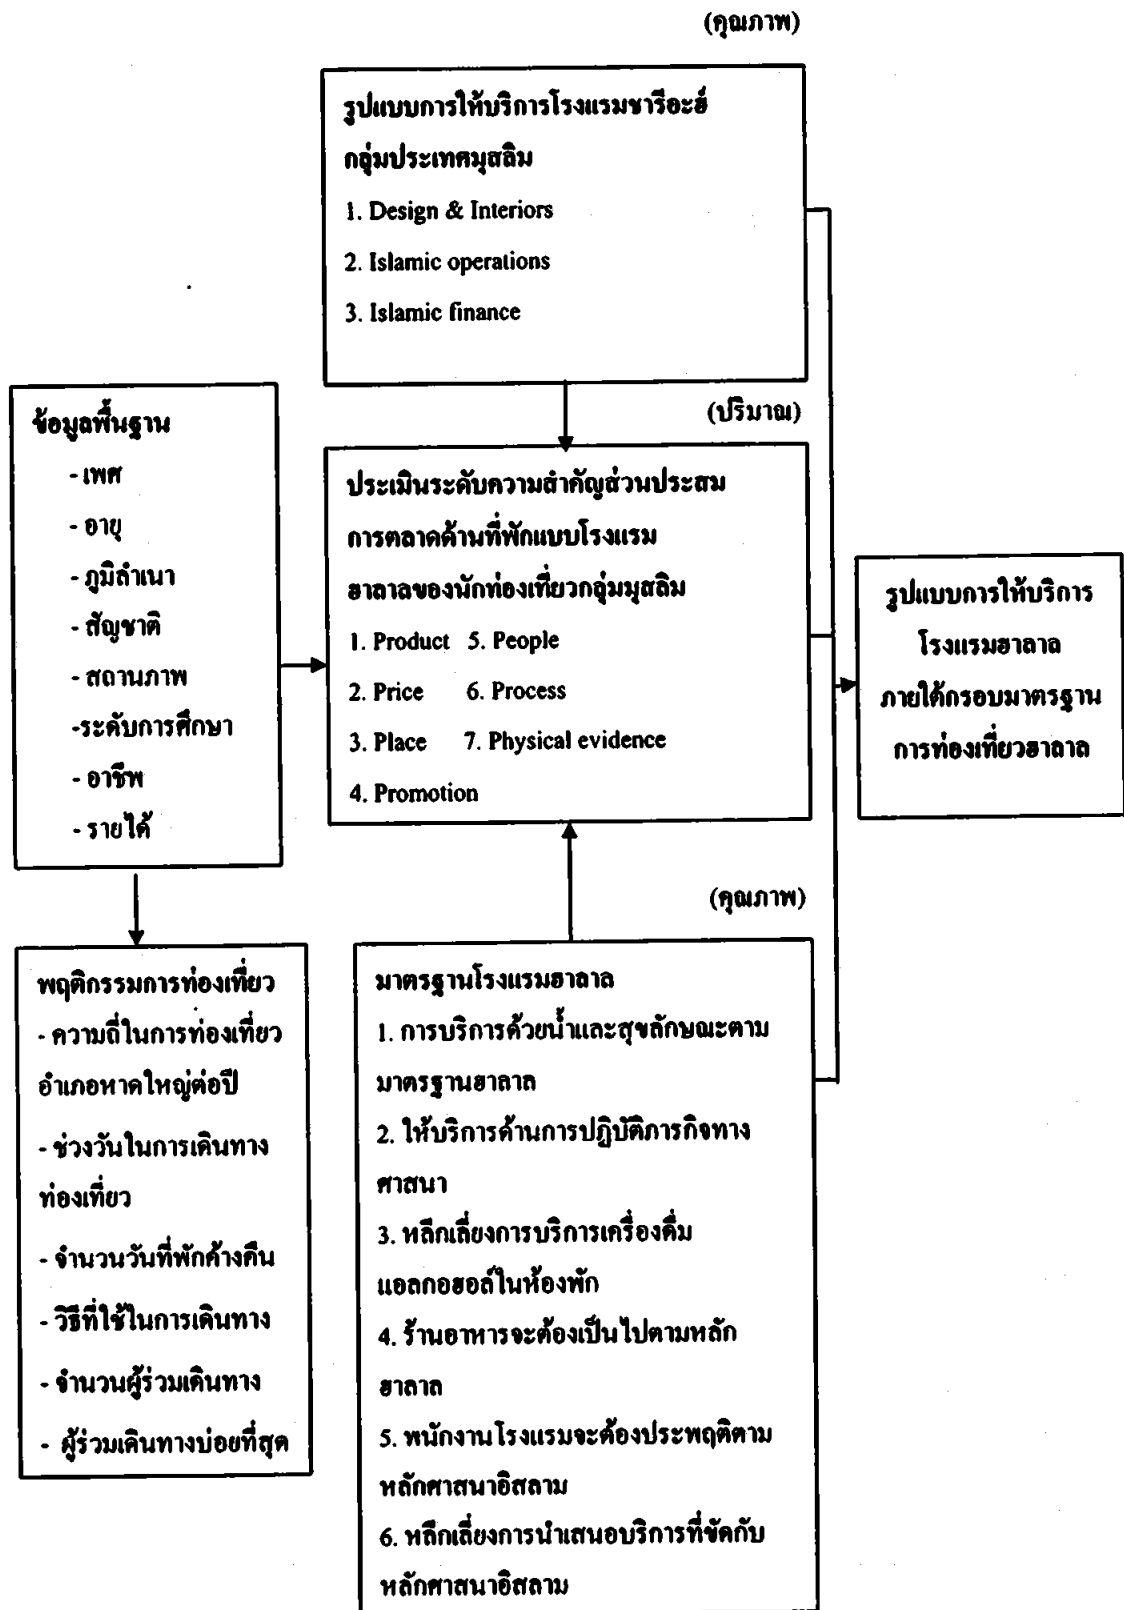 (คุณภาพ)
รูปแบบการให้บริการโรงแรมชารีอะฮ์
กลุ่มประเทศมุสลิม
1. Design & Interiors
2. Islamic operations
3. Islamic finance
(ปริมาณ)
ข้อมูลพื้นฐาน
- เพศ
- อายุ
- ภูมิลำเนา
- สัญชาติ
- สถานภาพ
-ระดับการศึกษา
- อาชีพ
- รายได้
ประเมินระดับความสำคัญส่วนประสม
การตลาดด้านที่พักแบบโรงแรม
ฮาลาลของนักท่องเที่ยวกลุ่มมุสลิม
1. Product 5. People
2. Price 6. Process
3. Place 7. Physical evidence
4. Promotion
รูปแบบการให้บริการ
โรงแรมฮาลาล
ภายใต้กรอบมาตรฐาน
การท่องเที่ยวฮาลาล
(คุณภาพ)
พฤติกรรมการท่องเที่ยว
- ความถี่ในการท่องเที่ยว
อำเภอหาดใหญ่ต่อปี
- ช่วงวันในการเดินทาง
ท่องเที่ยว
- จำนวนวันที่พักค้างคืน
- วิธีที่ใช้ในการเดินทาง
- จำนวนผู้ร่วมเดินทาง
- ผู้ร่วมเดินทางบ่อยที่สุด
มาตรฐานโรงแรมฮาลาล
1. การบริการด้วยน้ำและสุขลักษณะตาม
มาตรฐานฮาลาล
2. ให้บริการด้านการปฏิบัติภารกิจทาง
ศาสนา
3. หลีกเลี่ยงการบริการเครื่องดื่ม
แอลกอฮอล์ในห้องพัก
4. ร้านอาหารจะต้องเป็นไปตามหลัก
ฮาลาล
5. พนักงานโรงแรมจะต้องประพฤติตาม
หลักศาสนาอิสลาม
6. หลีกเลี่ยงการนำเสนอบริการที่ขัดกับ
หลักศาสนาอิสลาม